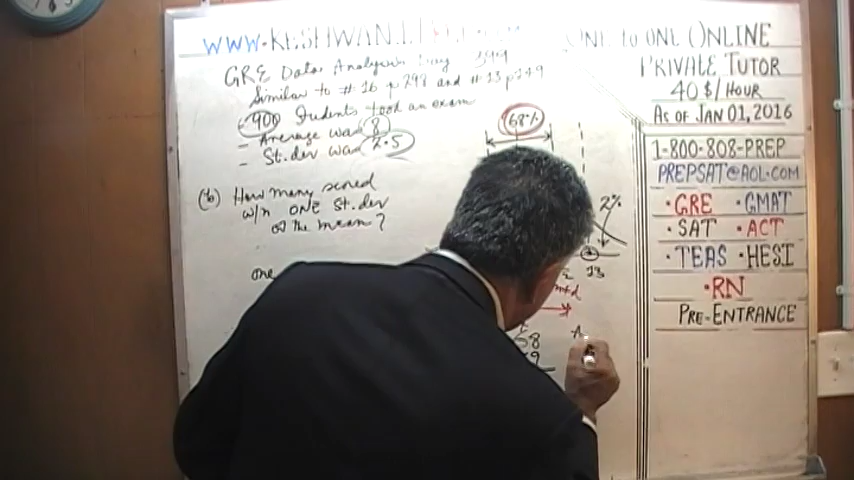 WWW.KESHWANI
ONE to ONE ONLINE
PRIVATE TUTOR
40 $/HOUR
AS OF JAN 01, 2016
1-800-808-PREP
PREPSAT@AOL.COM
• GRE • GMAT
• SAT • ACT
• TEAS • HESI
• RN
PRE-ENTRANCE
GRE Data Analysis
Similar to # 16 p 298 and # 13 p
- 900 students took an exam
- Average was 8
- St.dev was 2.5
(b) How many scored
w/n ONE St.dev
of the mean?
one
68%
2%
13
58
9
A